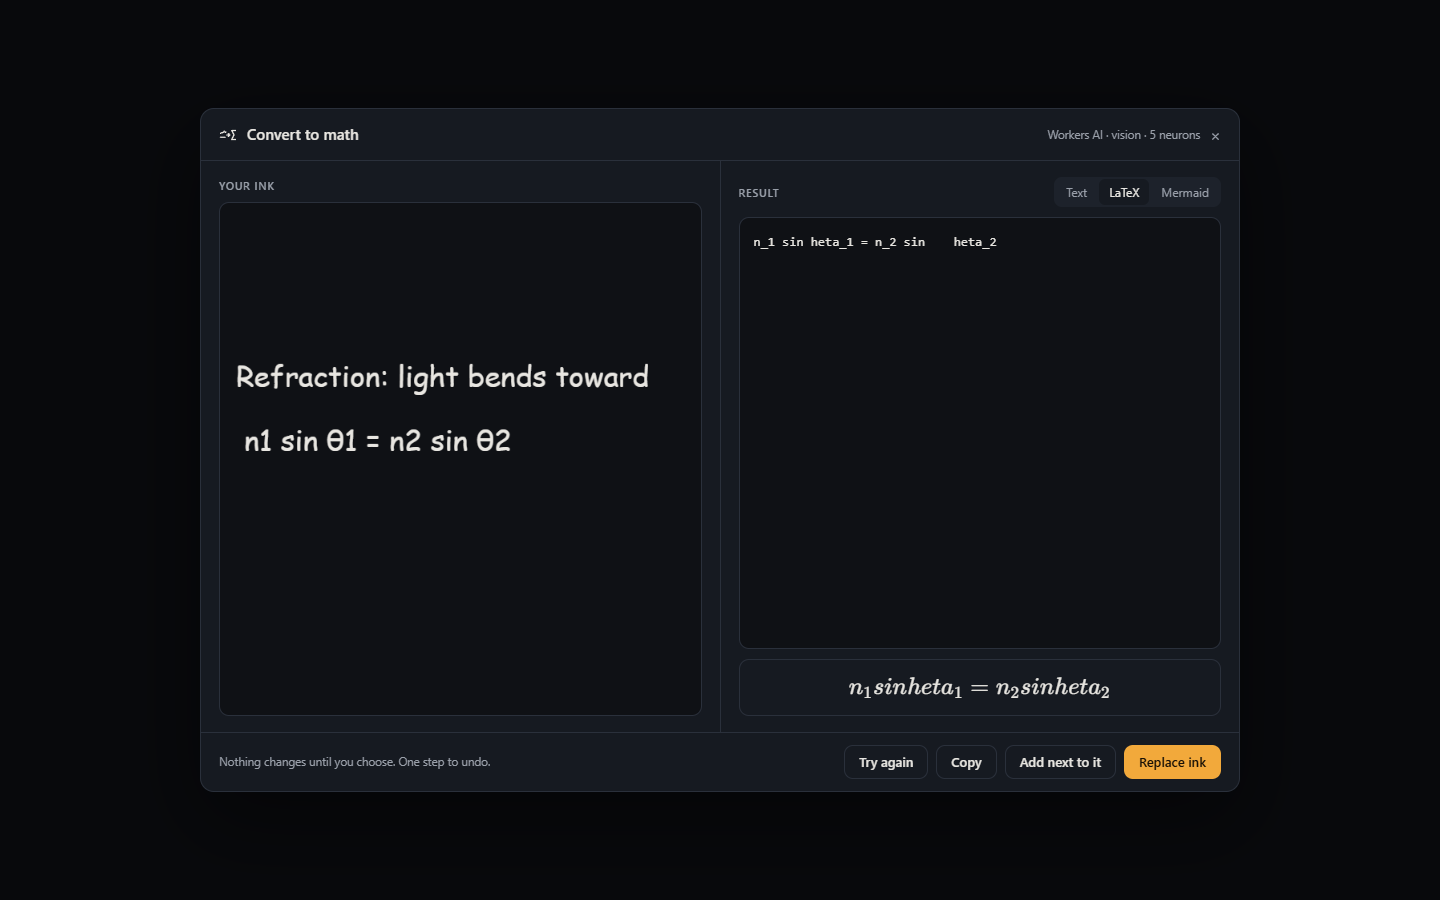 Convert to math
Workers AI · vision · 5 neurons ×
YOUR INK
RESULT
Text LaTeX Mermaid
Refraction: light bends toward
n1 sin θ1 = n2 sin θ2
n_1 sin heta_1 = n_2 sin    heta_2
n₁sinheta₁ = n₂sinheta₂
Nothing changes until you choose. One step to undo.
Try again Copy Add next to it Replace ink